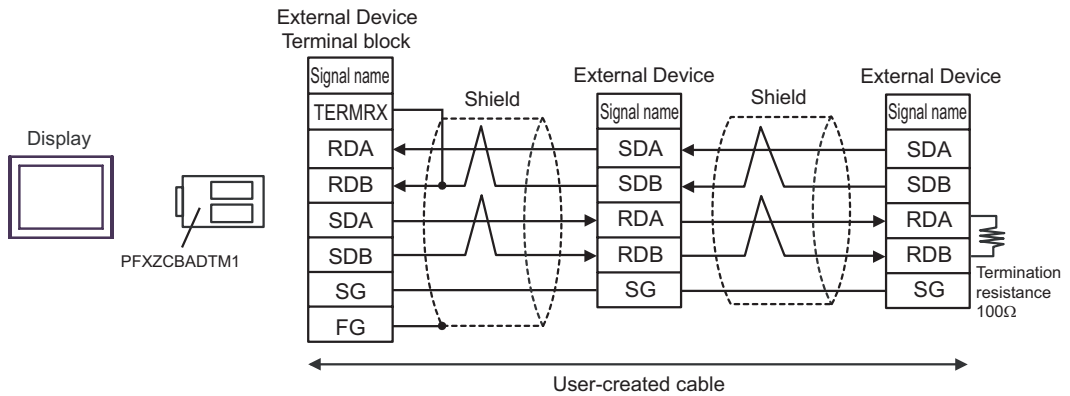 External Device
Terminal block
Signal name
TERMRX
RDA
RDB
SDA
SDB
SG
FG
Shield
External Device
Signal name
SDA
SDB
RDA
RDB
SG
Shield
External Device
Signal name
SDA
SDB
RDA
RDB
SG
Termination
resistance
100Ω
Display
PFXZCBADTM1
User-created cable